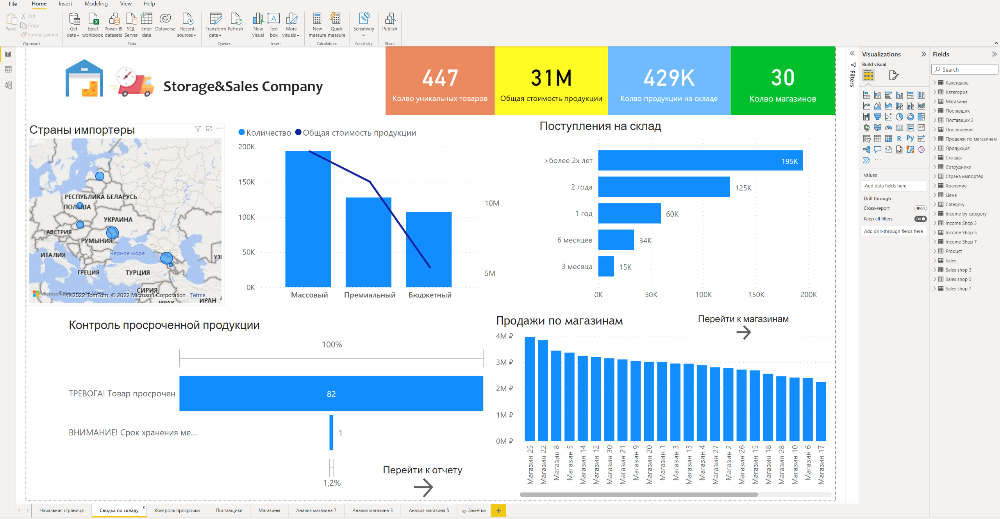 File Home Insert Modeling View Help
Paste
Cut
Copy
Format painter
Clipboard
Get data
Excel workbook
Power BI datasets
SQL Server
Enter data
Dataverse
Recent sources
Data
Transform data
Refresh
Queries
New visual
Text box
More visuals
Insert
New measure
Quick measure
Calculations
Sensitivity
Sensitivity
Publish
Share
Storage&Sales Company
447
Колво уникальных товаров
31M
Общая стоимость продукции
429K
Колво продукции на складе
30
Колво магазинов
Страны импортеры
РЕСПУБЛИКА БЕЛАРУСЬ
ПОЛЬША
УКРАИНА
АВСТРИЯ
РУМЫНИЯ
ИТАЛИЯ
Черное море
УЗ
ГРЕЦИЯ
ТУРЦИЯ
СИРИЯ
ИРАК
ИРАН
Microsoft
© 2022 TomTom, © 2022 Microsoft Corporation Terms
Количество Общая стоимость продукции
200K
150K
100K
50K
0K
10M
5M
Массовый Премиальный Бюджетный
Поступления на склад
>более 2х лет 195K
2 года 125K
1 год 60K
6 месяцев 34K
3 месяца 15K
0K 50K 100K 150K 200K
Контроль просроченной продукции
100%
ТРЕВОГА! Товар просрочен 82
ВНИМАНИЕ! Срок хранения ме... 1
1,2%
Перейти к отчету
Продажи по магазинам
Перейти к магазинам
4M ₽
3M ₽
2M ₽
1M ₽
0M ₽
Магазин 25
Магазин 22
Магазин 8
Магазин 5
Магазин 14
Магазин 12
Магазин 30
Магазин 21
Магазин 9
Магазин 20
Магазин 1
Магазин 3
Магазин 13
Магазин 4
Магазин 27
Магазин 2
Магазин 26
Магазин 15
Магазин 18
Магазин 28
Магазин 10
Магазин 6
Магазин 17
Filters
Visualizations
Build visual
123
R
Py
Values
Add data fields here
Drill through
Cross-report Off
Keep all filters On
Add drill-through fields here
Fields
Search
Календарь
Категория
Магазины
Поставщик
Поставщик 2
Поступления
Продажи по магазинам
Продукция
Склады
Сотрудники
Страна импортер
Хранение
Цена
Category
Income by category
Income Shop 3
Income Shop 5
Income Shop 7
Product
Sales
Sales shop 3
Sales shop 5
Sales shop 7
Начальная страница
Сводка по складу x
Контроль просрочки
Поставщики
Магазины
Анализ магазина 7
Анализ магазина 3
Анализ магазина 5
Заметки
+